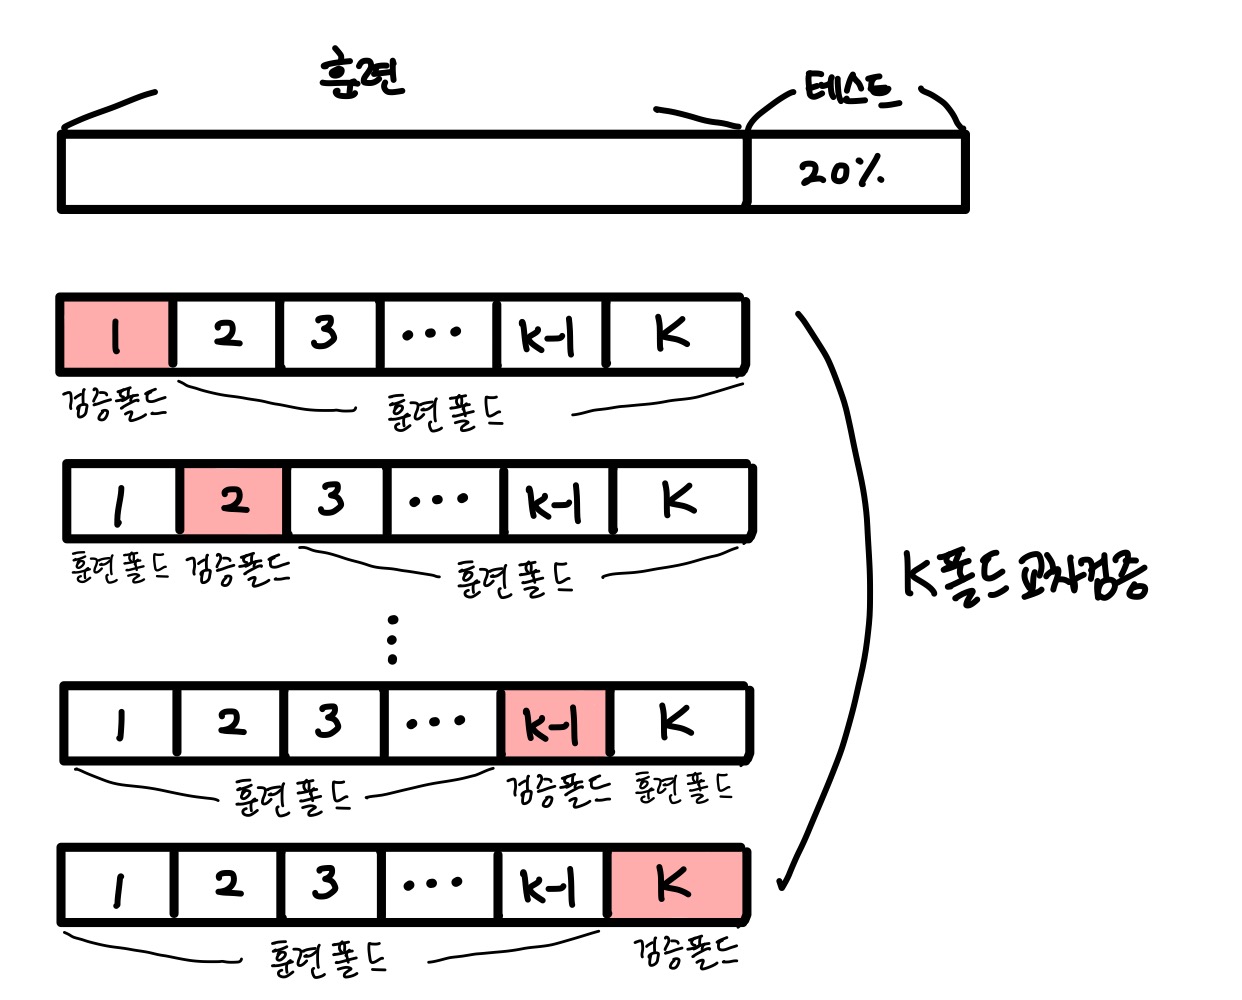 훈련
테스트
20%
1 2 3 ... k-1 K
검증폴드 훈련폴드
1 2 3 ... k-1 K
훈련폴드 검증폴드 훈련폴드
K폴드 교차검증
⋮
1 2 3 ... k-1 K
훈련폴드 검증폴드 훈련폴드
1 2 3 ... k-1 K
훈련폴드 검증폴드